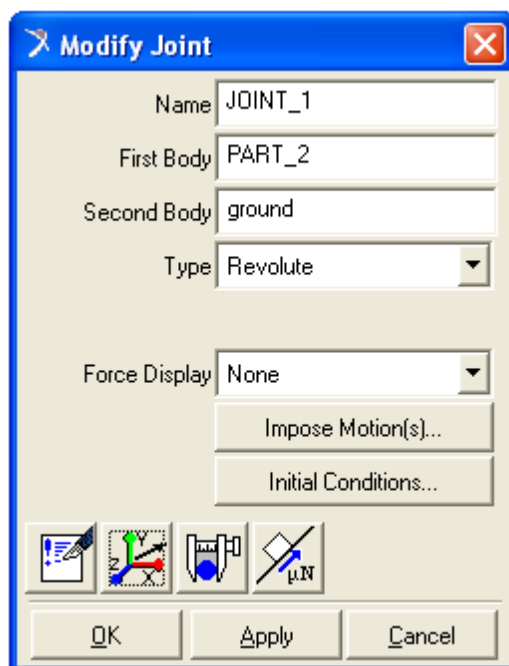 Modify Joint
Name JOINT_1
First Body PART_2
Second Body ground
Type Revolute
Force Display None
Impose Motion(s)...
Initial Conditions...
Z Y X μN
OK Apply Cancel